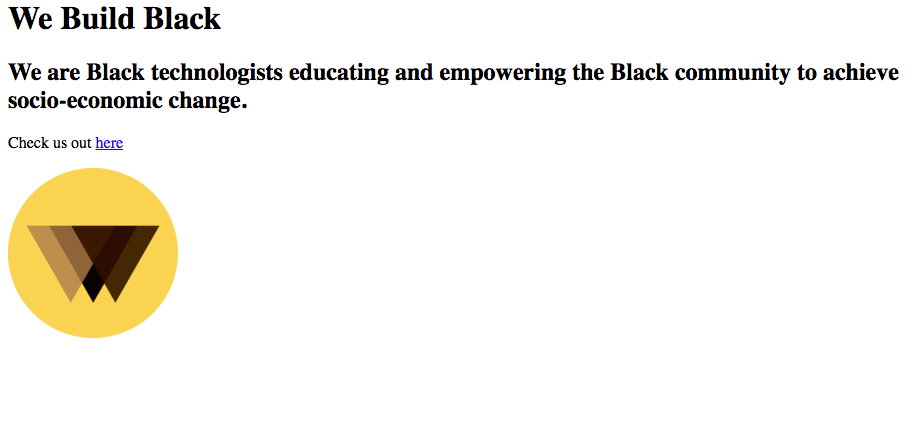 We Build Black
We are Black technologists educating and empowering the Black community to achieve
socio-economic change.
Check us out here